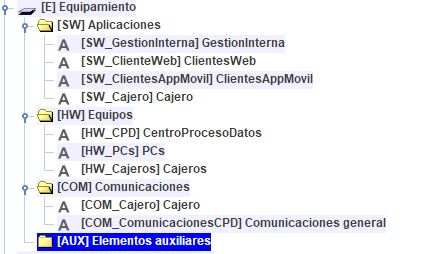 [E] Equipamiento
[SW] Aplicaciones
[SW_GestionInterna] GestionInterna
[SW_ClienteWeb] ClientesWeb
[SW_ClientesAppMovil] ClientesAppMovil
[SW_Cajero] Cajero
[HW] Equipos
[HW_CPD] CentroProcesoDatos
[HW_PCs] PCs
[HW_Cajeros] Cajeros
[COM] Comunicaciones
[COM_Cajero] Cajero
[COM_ComunicacionesCPD] Comunicaciones general
[AUX] Elementos auxiliares